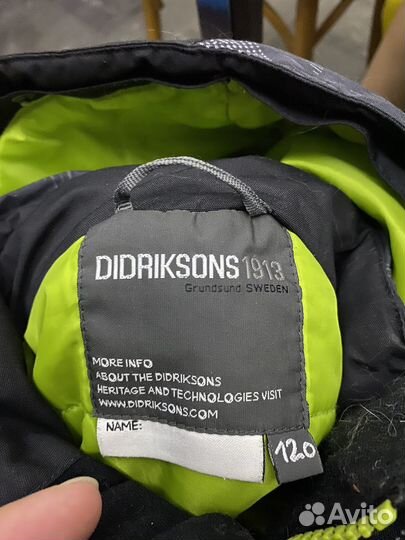 DIDRIKSONS1913
Grundsund SWEDEN
MORE INFO
ABOUT THE DIDRIKSONS
HERITAGE AND TECHNOLOGIES VISIT
WWW.DIDRIKSONS.COM
NAME:
120
Avito